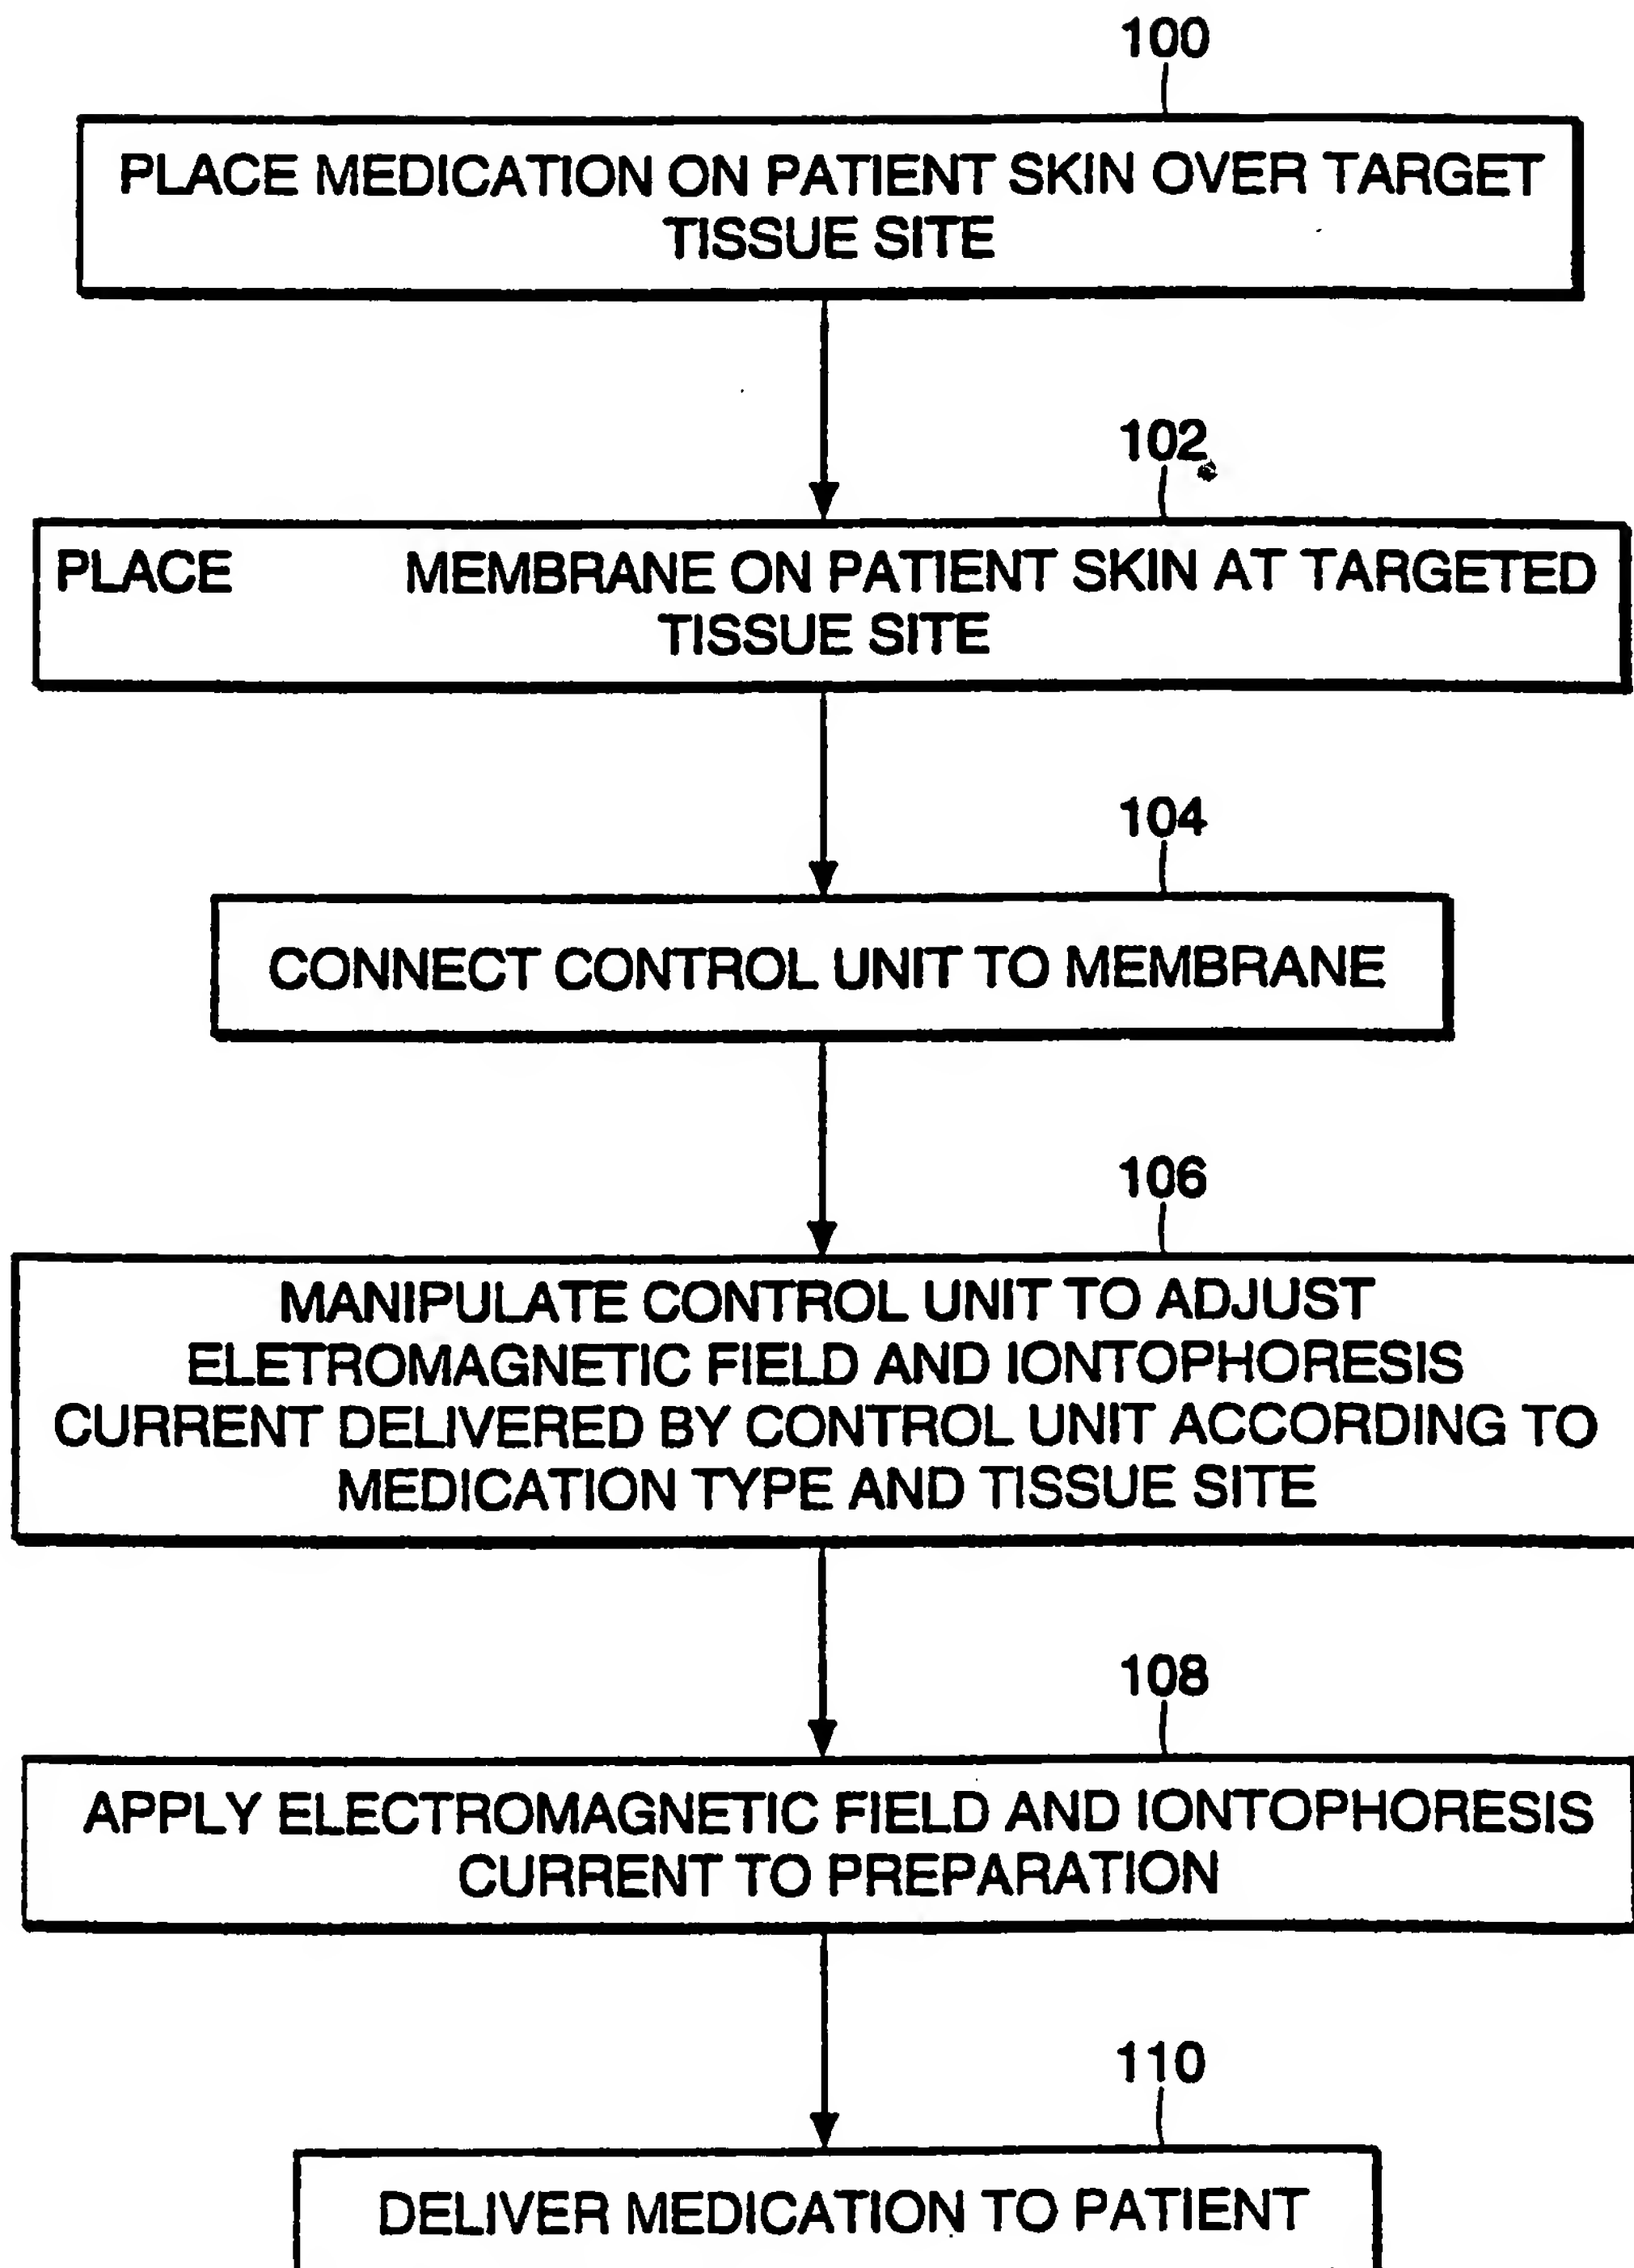 100
PLACE MEDICATION ON PATIENT SKIN OVER TARGET
TISSUE SITE
102
PLACE MEMBRANE ON PATIENT SKIN AT TARGETED
TISSUE SITE
104
CONNECT CONTROL UNIT TO MEMBRANE
106
MANIPULATE CONTROL UNIT TO ADJUST
ELETROMAGNETIC FIELD AND IONTOPHORESIS
CURRENT DELIVERED BY CONTROL UNIT ACCORDING TO
MEDICATION TYPE AND TISSUE SITE
108
APPLY ELECTROMAGNETIC FIELD AND IONTOPHORESIS
CURRENT TO PREPARATION
110
DELIVER MEDICATION TO PATIENT